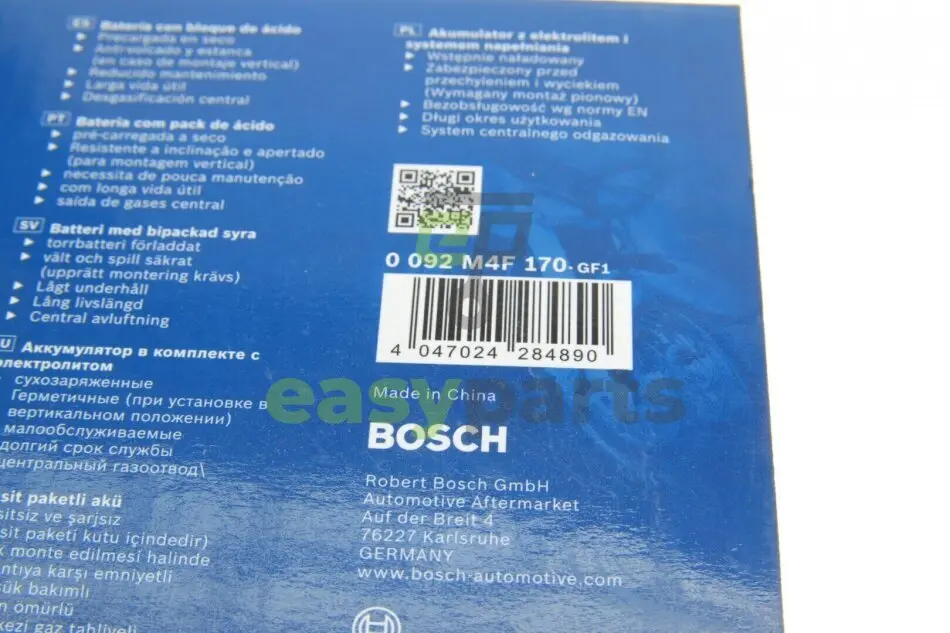 ES Bateria con bloque de ácido
Precargada en seco
Anti-volcado y estanca
(en caso de montaje vertical)
Reducido mantenimiento
Larga vida útil
Desgasificación central
PT Bateria com pack de ácido
pré-carregada a seco
Resistente a inclinação e apertado
(para montagem vertical)
necessita de pouca manutenção
com longa vida útil
saída de gases central
SV Batteri med bipackad syra
torrbatteri förladdat
vält och spill säkrat
(upprätt montering krävs)
Lågt underhåll
Lång livslängd
Central avluftning
U Аккумулятор в комплекте с
электролитом
сухозаряженные
Герметичные (при установке в
вертикальном положении)
малообслуживаемые
долгий срок службы
центральный газоотвод\
sit paketli akü
sitsiz ve şarjsız
sit paketi kutu içindedir)
k monte edilmesi halinde
ntıya karşı emniyetli
şük bakımlı
n ömürlü
kezi gaz tahliyeli
PL Akumulator z elektrolitem i
systemem napełniania
Wstępnie naładowany
Zabezpieczony przed
przechyleniem i wyciekiem
(Wymagany montaż pionowy)
Bezobsługowość wg normy EN
Długi okres użytkowania
System centralnego odgazowania
0 092 M4F 170-GF1
4 047024 284890
easyparts
Made in China
BOSCH
Robert Bosch GmbH
Automotive Aftermarket
Auf der Breit 4
76227 Karlsruhe
GERMANY
www.bosch-automotive.com